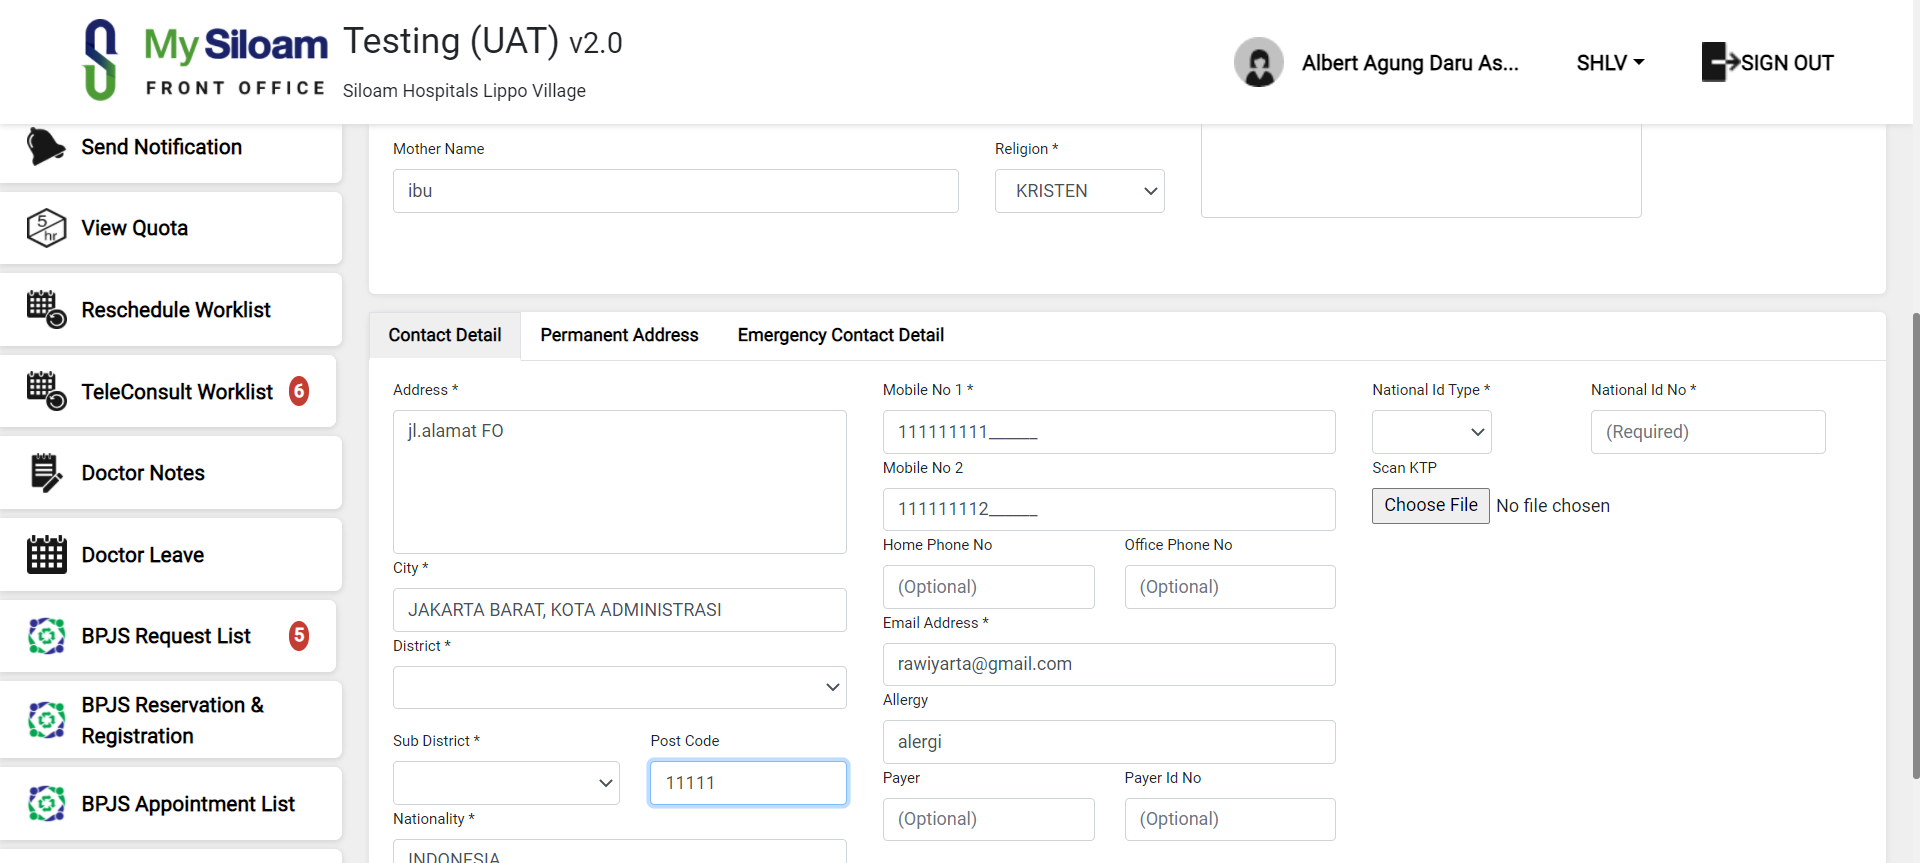 My Siloam
FRONT OFFICE
Testing (UAT) v2.0
Siloam Hospitals Lippo Village
Albert Agung Daru As...
SHLV
SIGN OUT
Send Notification
5
hr
View Quota
Reschedule Worklist
TeleConsult Worklist 6
Doctor Notes
Doctor Leave
BPJS Request List 5
BPJS Reservation &
Registration
BPJS Appointment List
Mother Name
ibu
Religion *
KRISTEN
Contact Detail
Permanent Address
Emergency Contact Detail
Address *
jl.alamat FO
City *
JAKARTA BARAT, KOTA ADMINISTRASI
District *
Sub District *
Post Code
11111
Nationality *
INDONESIA
Mobile No 1 *
111111111______
Mobile No 2
111111112______
Home Phone No
(Optional)
Office Phone No
(Optional)
Email Address *
rawiyarta@gmail.com
Allergy
alergi
Payer
(Optional)
Payer Id No
(Optional)
National Id Type *
National Id No *
(Required)
Scan KTP
Choose File No file chosen